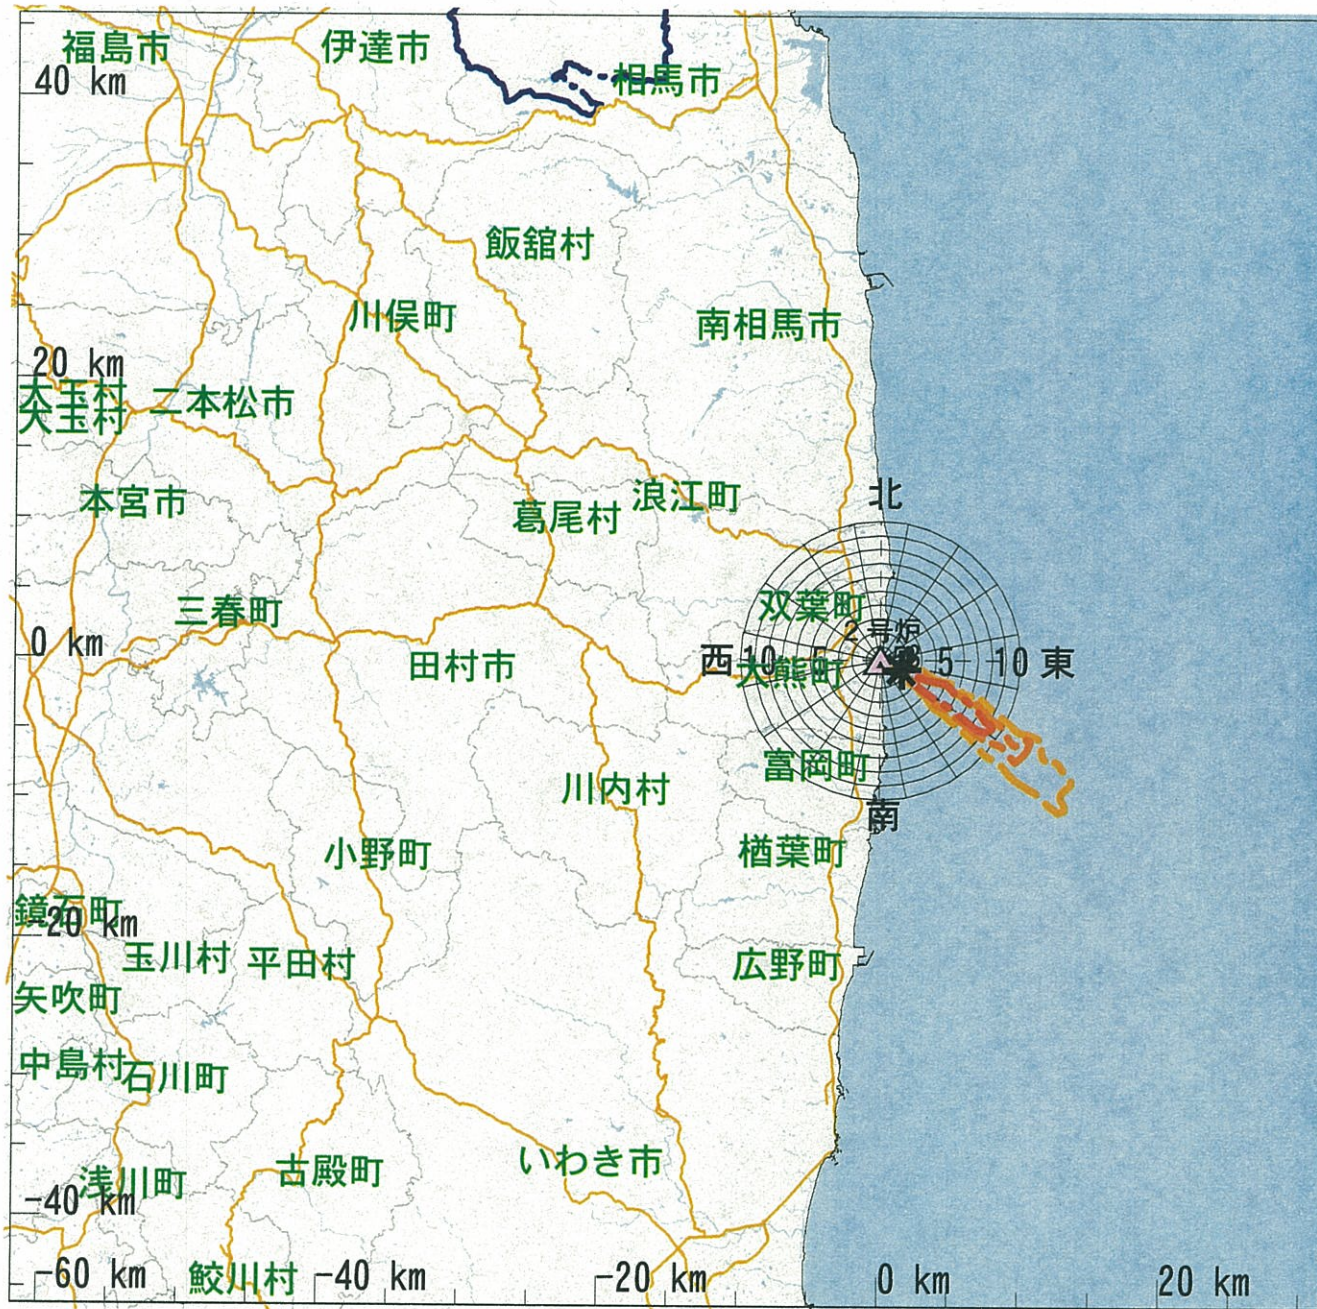 福島市
伊達市
相馬市
40 km
飯舘村
川俣町
南相馬市
20 km
大玉村
大玉村
二本松市
本宮市
葛尾村
浪江町
北
三春町
双葉町
2号炉
0 km
田村市
西
10
5
大熊町
5
10
東
富岡町
川内村
南
小野町
楢葉町
鏡石町
-20 km
玉川村
平田村
広野町
矢吹町
中島村
石川町
いわき市
古殿町
浅川町
-40 km
-60 km
鮫川村
-40 km
-20 km
0 km
20 km